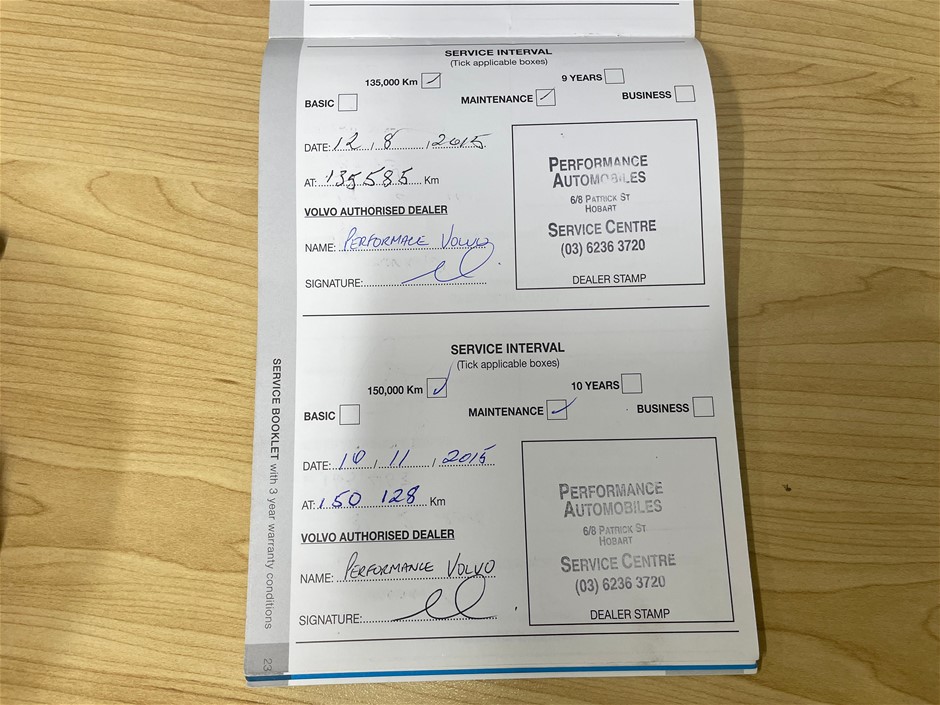 SERVICE INTERVAL
(Tick applicable boxes)
135,000 Km 9 YEARS
BASIC MAINTENANCE BUSINESS
DATE: 12 / 8 / 2015
AT: 135585 Km
VOLVO AUTHORISED DEALER
NAME: PERFORMACE VOLVO
SIGNATURE:
PERFORMANCE
AUTOMOBILES
6/8 PATRICK ST
HOBART
SERVICE CENTRE
(03) 6236 3720
DEALER STAMP
SERVICE INTERVAL
(Tick applicable boxes)
150,000 Km 10 YEARS
BASIC MAINTENANCE BUSINESS
DATE: 10 / 11 / 2015
AT: 150 128 Km
VOLVO AUTHORISED DEALER
NAME: PERFORMANCE VOLVO
SIGNATURE:
PERFORMANCE
AUTOMOBILES
6/8 PATRICK ST
HOBART
SERVICE CENTRE
(03) 6236 3720
DEALER STAMP
SERVICE BOOKLET with 3 year warranty conditions
23